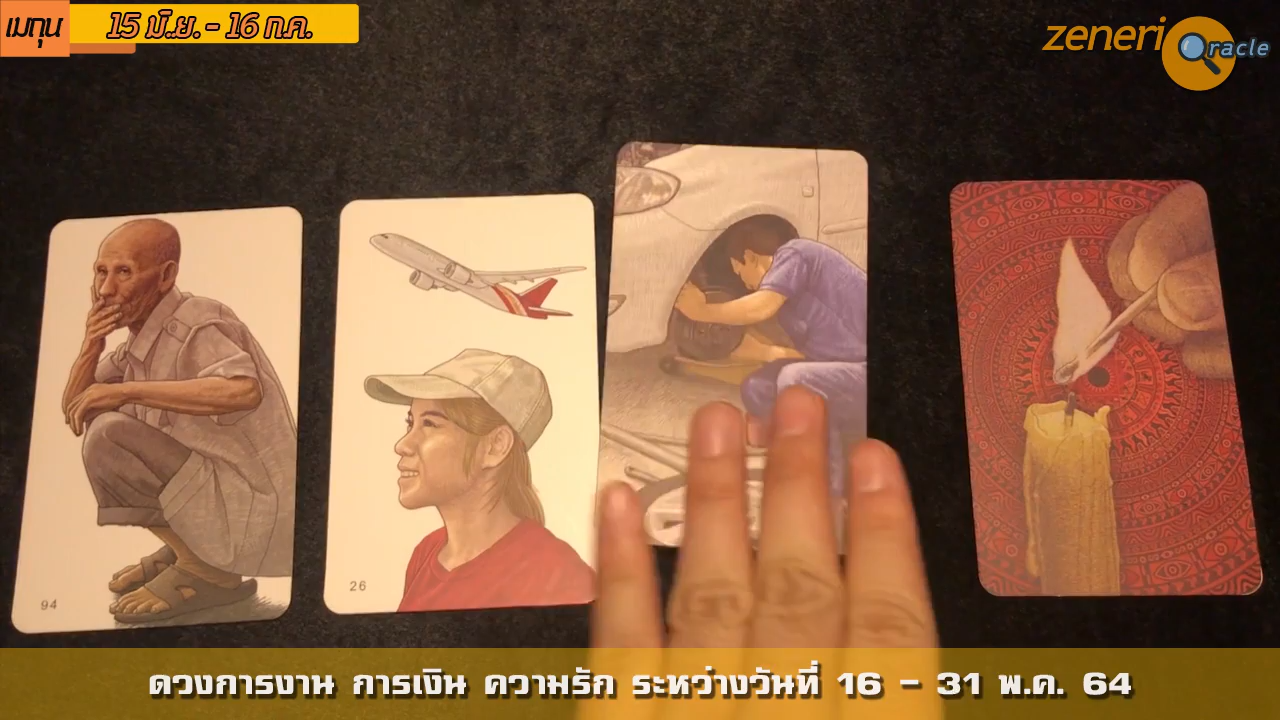 เมถุน
15 มิ.ย. - 16 ก.ค.
zeneri Oracle
94
26
ดวงการงาน การเงิน ความรัก ระหว่างวันที่ 16 - 31 พ.ค. 64